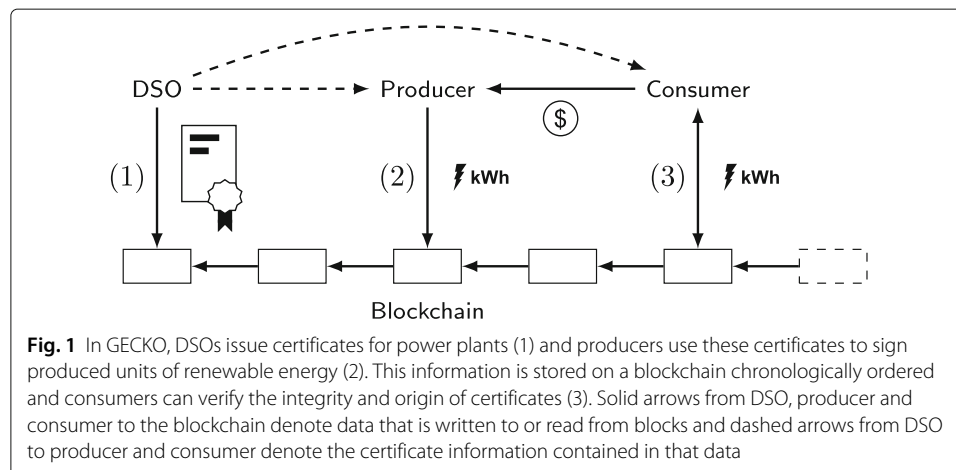 DSO Producer Consumer
$
(1) (2) kWh (3) kWh
Blockchain
Fig. 1 In GECKO, DSOs issue certificates for power plants (1) and producers use these certificates to sign
produced units of renewable energy (2). This information is stored on a blockchain chronologically ordered
and consumers can verify the integrity and origin of certificates (3). Solid arrows from DSO, producer and
consumer to the blockchain denote data that is written to or read from blocks and dashed arrows from DSO
to producer and consumer denote the certificate information contained in that data